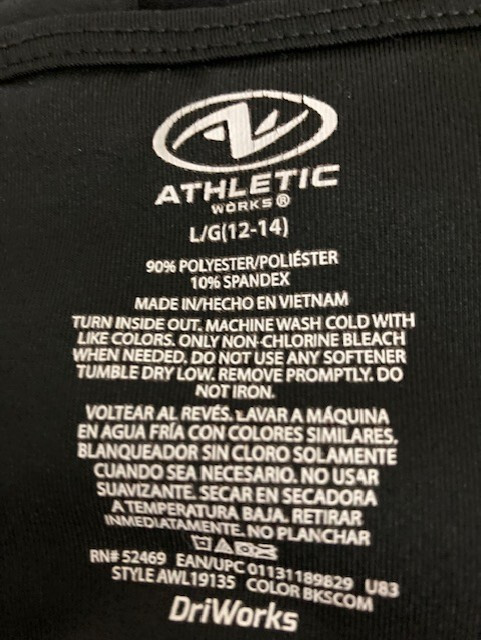 AW
ATHLETIC
WORKS®
L/G(12-14)
90% POLYESTER/POLIÉSTER
10% SPANDEX
MADE IN/HECHO EN VIETNAM
TURN INSIDE OUT. MACHINE WASH COLD WITH
LIKE COLORS. ONLY NON-CHLORINE BLEACH
WHEN NEEDED. DO NOT USE ANY SOFTENER
TUMBLE DRY LOW. REMOVE PROMPTLY. DO
NOT IRON.
VOLTEAR AL REVÉS. LAVAR A MÁQUINA
EN AGUA FRÍA CON COLORES SIMILARES.
BLANQUEADOR SIN CLORO SOLAMENTE
CUANDO SEA NECESARIO. NO USAR
SUAVIZANTE. SECAR EN SECADORA
A TEMPERATURA BAJA. RETIRAR
INMEDIATAMENTE. NO PLANCHAR
RN# 52469 EAN/UPC 01131189829 U83
STYLE AWL19135 COLOR BKSCOM
DriWorks